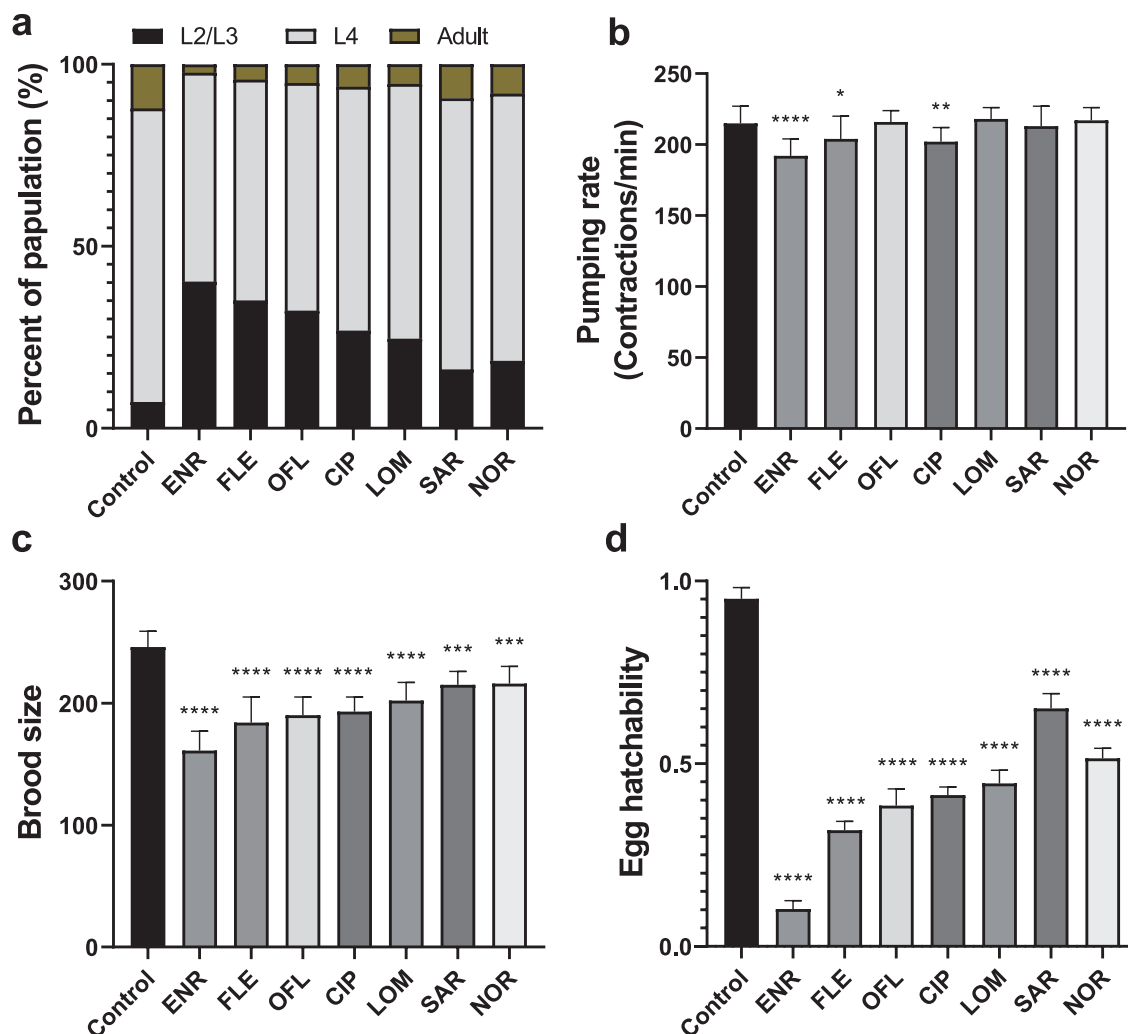 a
L2/L3 L4 Adult
Percent of papulation (%)
100
50
0
Control ENR FLE OFL CIP LOM SAR NOR
b
Pumping rate
(Contractions/min)
250
200
150
100
50
0
**** * **
Control ENR FLE OFL CIP LOM SAR NOR
c
Brood size
300
200
100
0
**** **** **** **** **** *** ***
Control ENR FLE OFL CIP LOM SAR NOR
d
Egg hatchability
1.0
0.5
0.0
**** **** **** **** **** **** ****
Control ENR FLE OFL CIP LOM SAR NOR